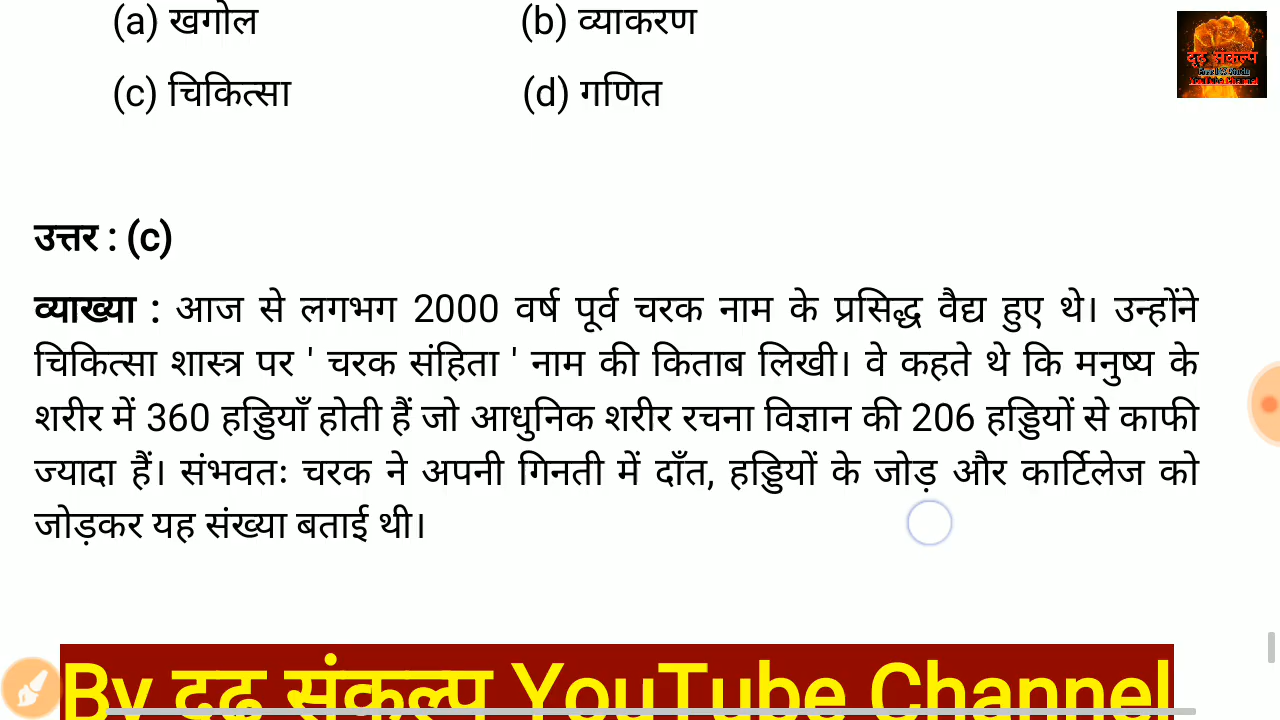 (a) खगोल (b) व्याकरण
(c) चिकित्सा (d) गणित
दृढ़ संकल्प
उत्तर : (c)
व्याख्या : आज से लगभग 2000 वर्ष पूर्व चरक नाम के प्रसिद्ध वैद्य हुए थे। उन्होंने
चिकित्सा शास्त्र पर ' चरक संहिता ' नाम की किताब लिखी। वे कहते थे कि मनुष्य के
शरीर में 360 हड्डियाँ होती हैं जो आधुनिक शरीर रचना विज्ञान की 206 हड्डियों से काफी
ज्यादा हैं। संभवतः चरक ने अपनी गिनती में दाँत, हड्डियों के जोड़ और कार्टिलेज को
जोड़कर यह संख्या बताई थी।
By दृढ़ संकल्प YouTube Channel